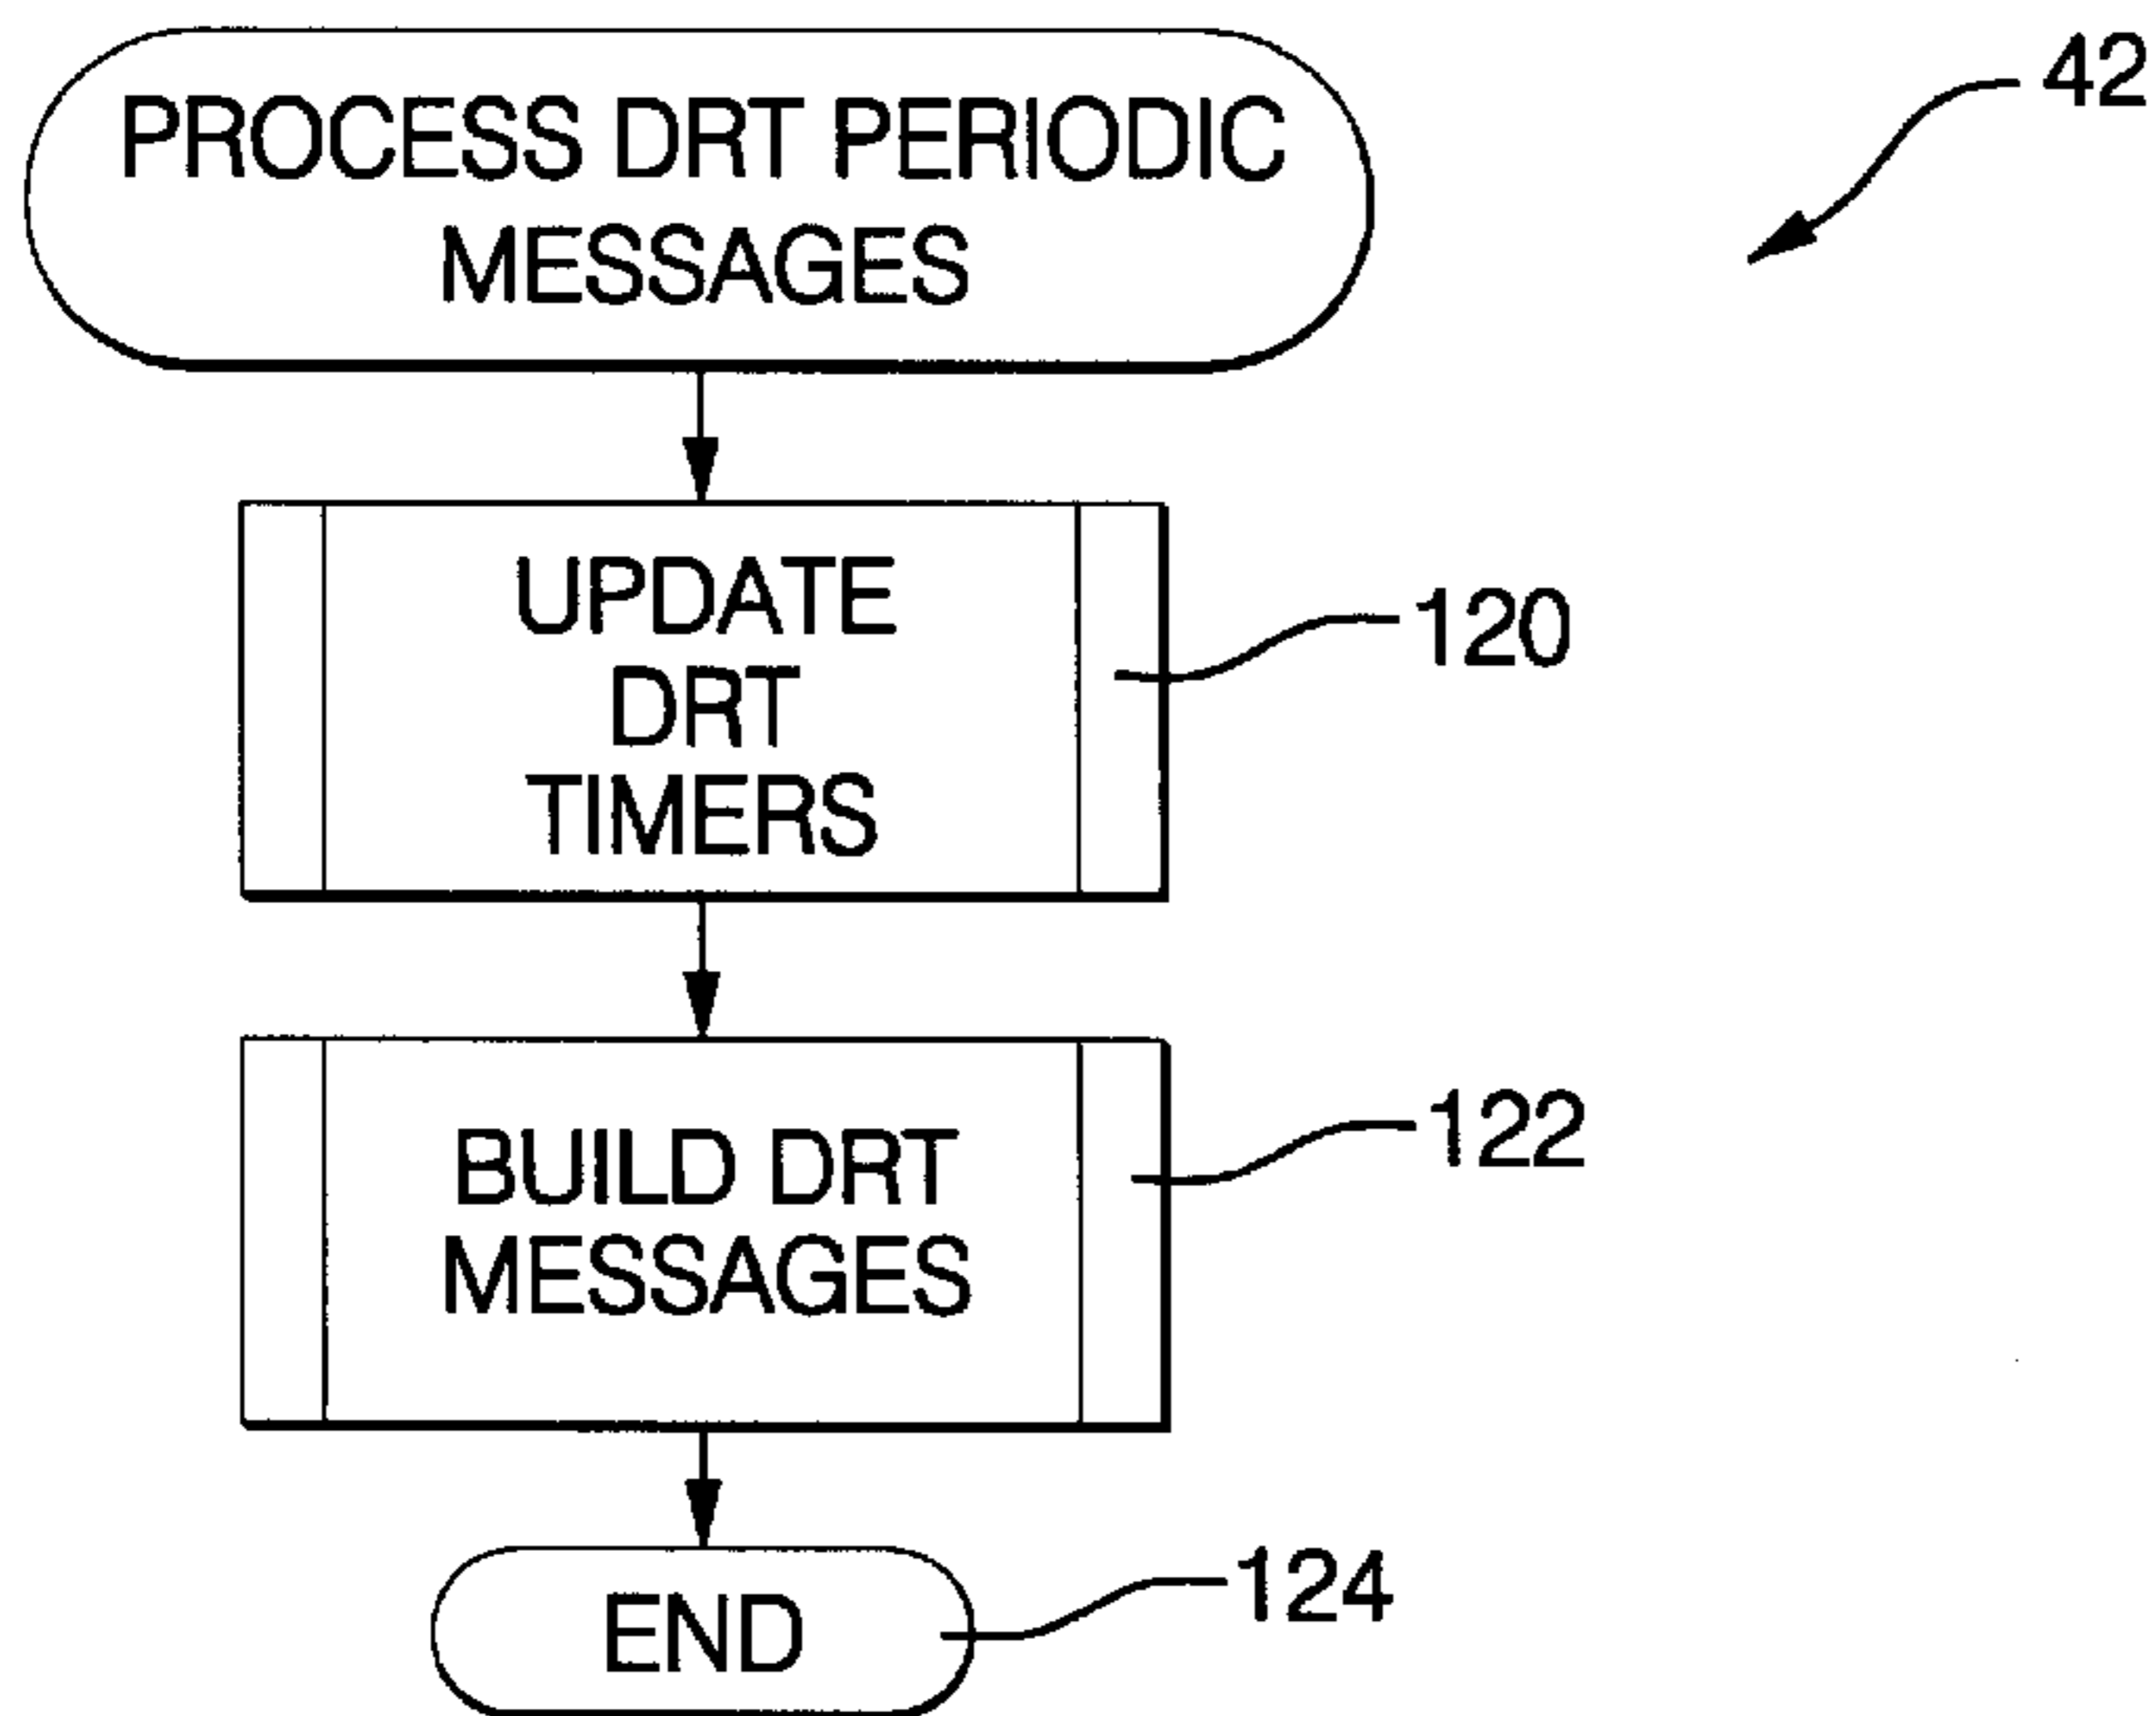 PROCESS DRT PERIODIC
MESSAGES
42
UPDATE
DRT
TIMERS
120
BUILD DRT
MESSAGES
122
END
124